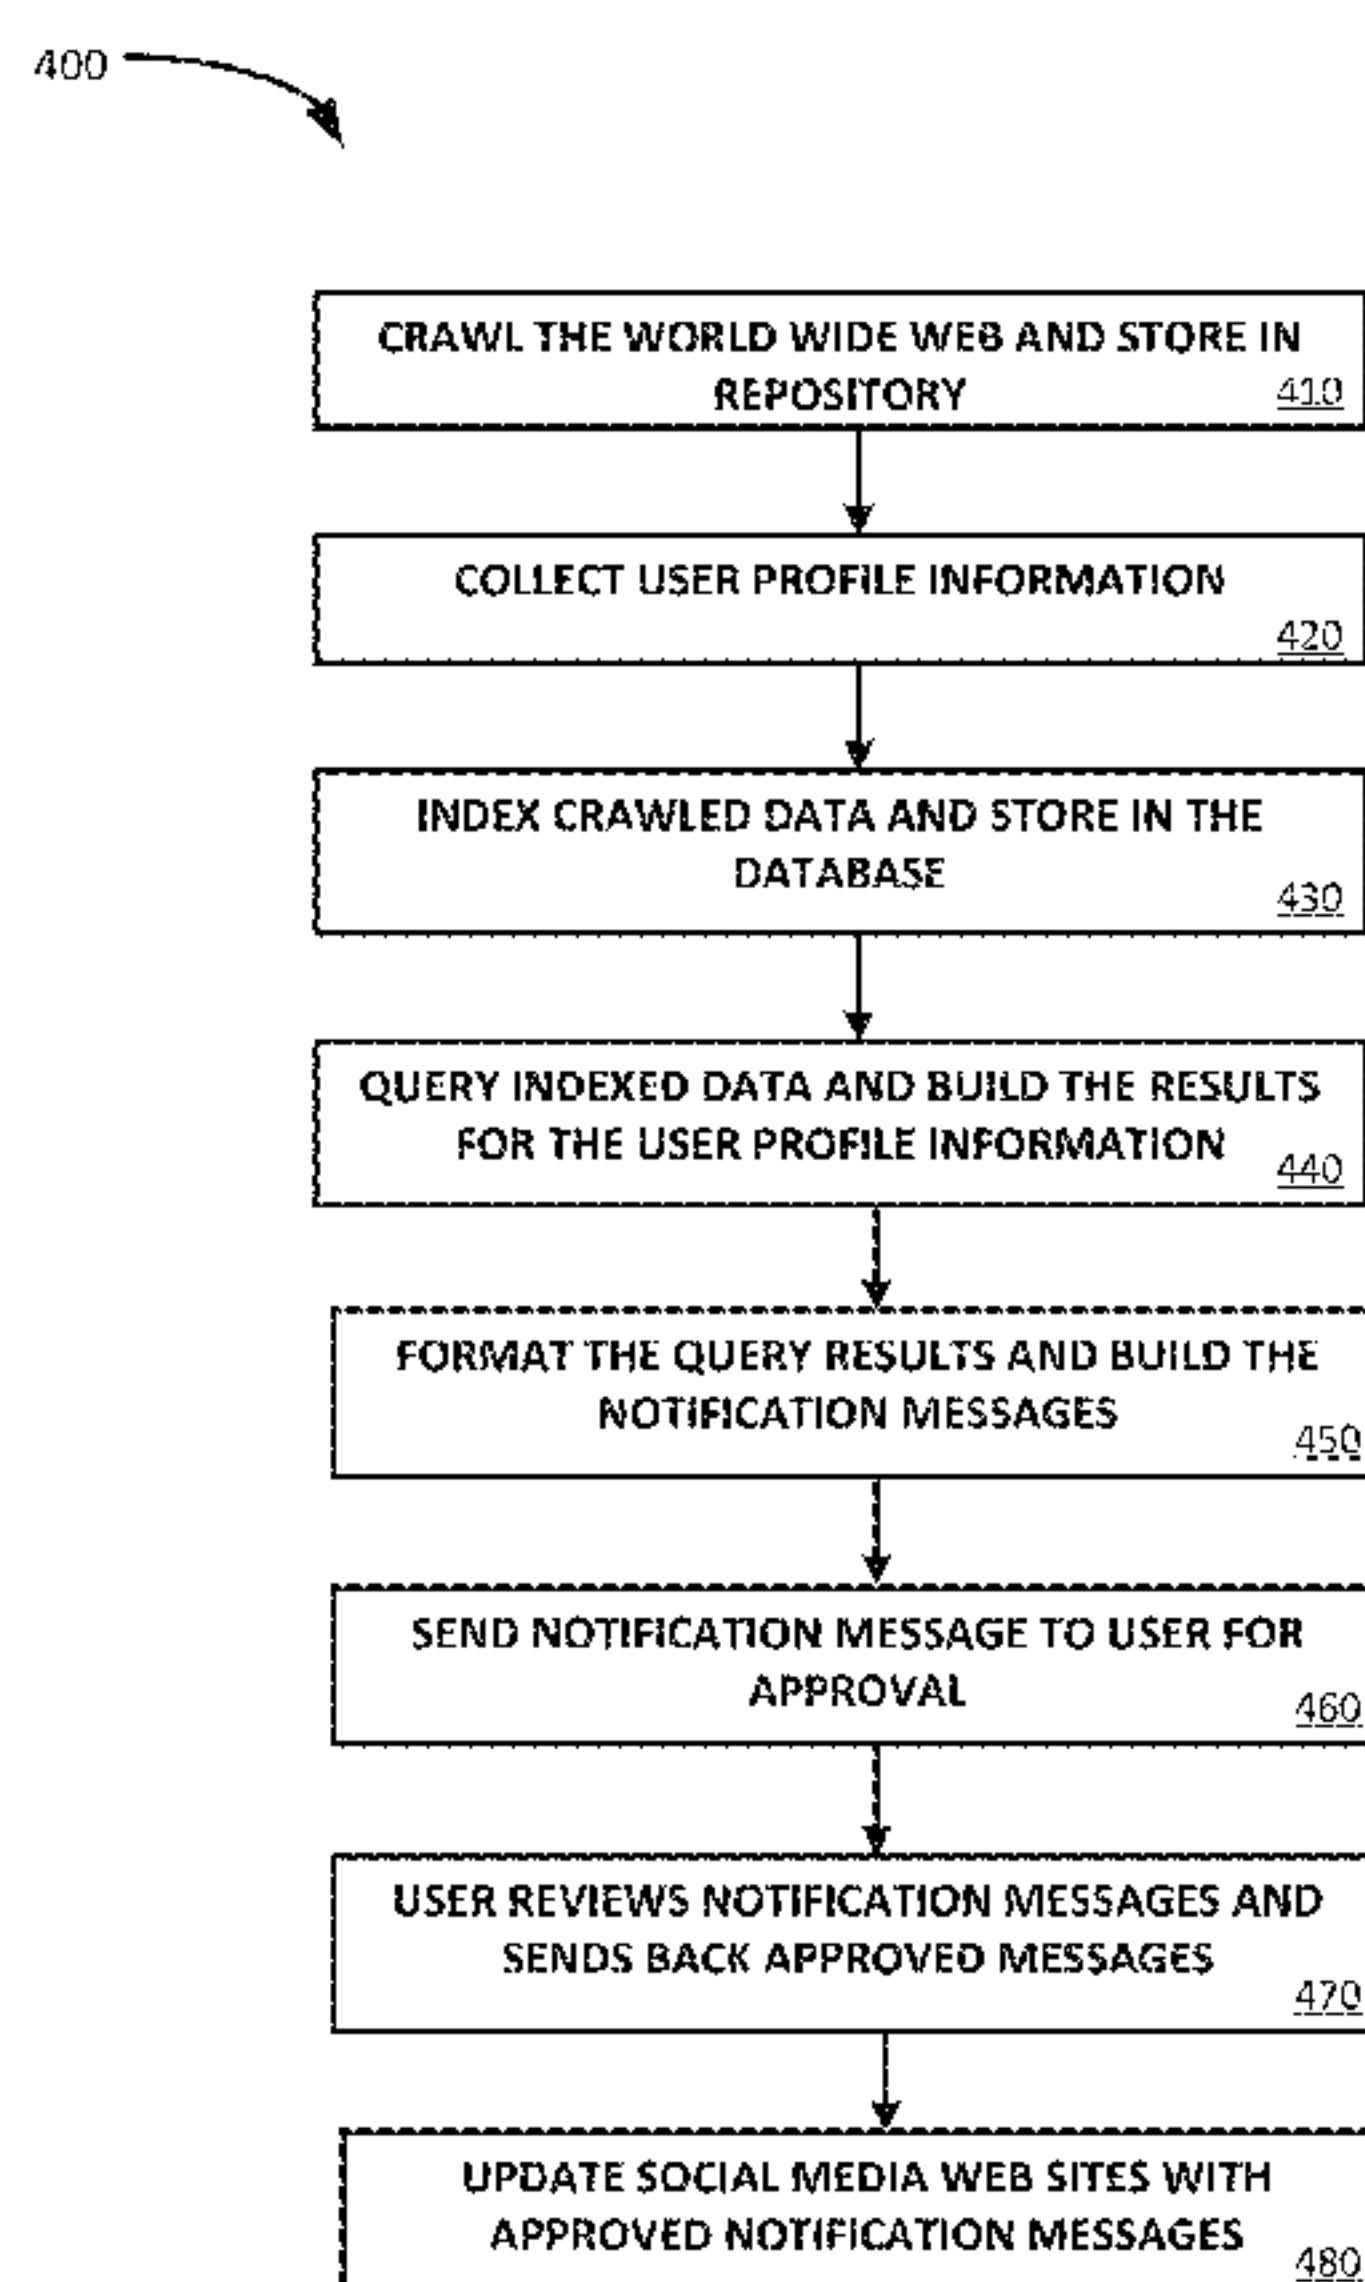 400
CRAWL THE WORLD WIDE WEB AND STORE IN
REPOSITORY
410
COLLECT USER PROFILE INFORMATION
420
INDEX CRAWLED DATA AND STORE IN THE
DATABASE
430
QUERY INDEXED DATA AND BUILD THE RESULTS
FOR THE USER PROFILE INFORMATION
440
FORMAT THE QUERY RESULTS AND BUILD THE
NOTIFICATION MESSAGES
450
SEND NOTIFICATION MESSAGE TO USER FOR
APPROVAL
460
USER REVIEWS NOTIFICATION MESSAGES AND
SENDS BACK APPROVED MESSAGES
470
UPDATE SOCIAL MEDIA WEB SITES WITH
APPROVED NOTIFICATION MESSAGES
480